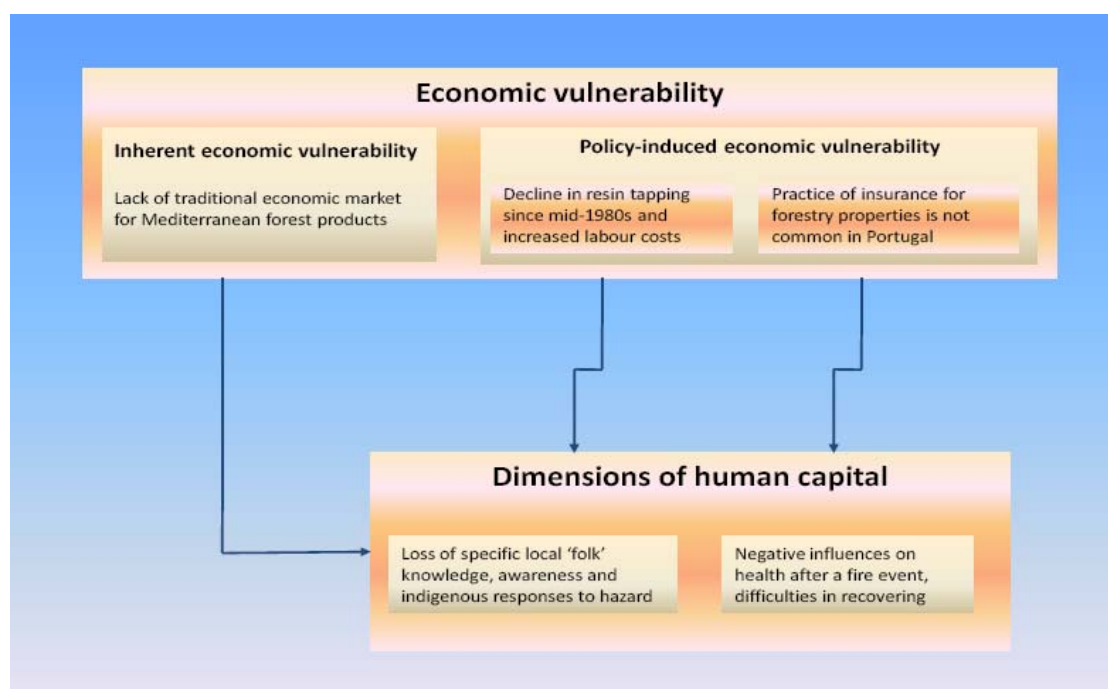 Economic vulnerability
Inherent economic vulnerability
Lack of traditional economic market
for Mediterranean forest products
Policy-induced economic vulnerability
Decline in resin tapping
since mid-1980s and
increased labour costs
Practice of insurance for
forestry properties is not
common in Portugal
Dimensions of human capital
Loss of specific local ‘folk’
knowledge, awareness and
indigenous responses to hazard
Negative influences on
health after a fire event,
difficulties in recovering